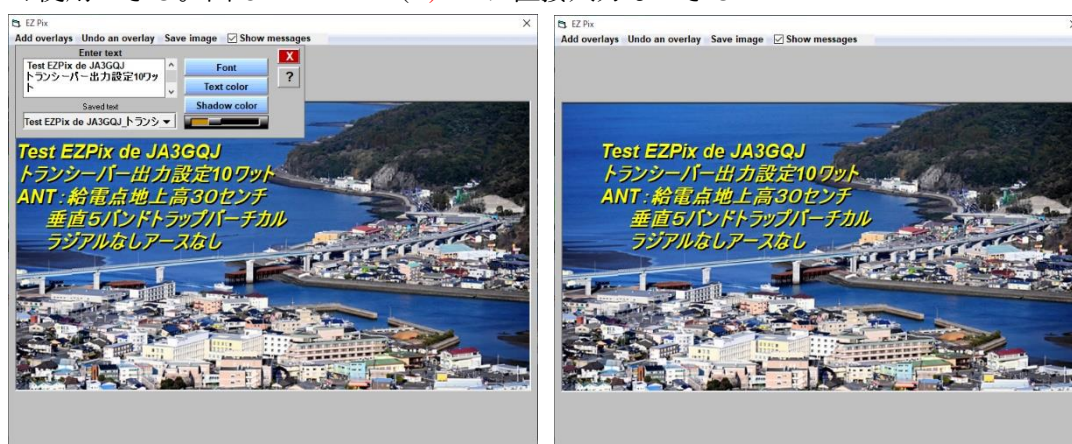 EZ Pix
Add overlays Undo an overlay Save image Show messages
Enter text
Test EZPix de JA3GQJ
トランシーバー出力設定10ワッ
ト
Saved text
Test EZPix de JA3GQJ_トランシ
Font
Text color
Shadow color
X
?
Test EZPix de JA3GQJ
トランシーバー出力設定10ワット
ANT：給電点地上高３０センチ
垂直５バンドトラップバーチカル
ラジアルなしアースなし
EZ Pix
Add overlays Undo an overlay Save image Show messages
Test EZPix de JA3GQJ
トランシーバー出力設定10ワット
ANT：給電点地上高３０センチ
垂直５バンドトラップバーチカル
ラジアルなしアースなし